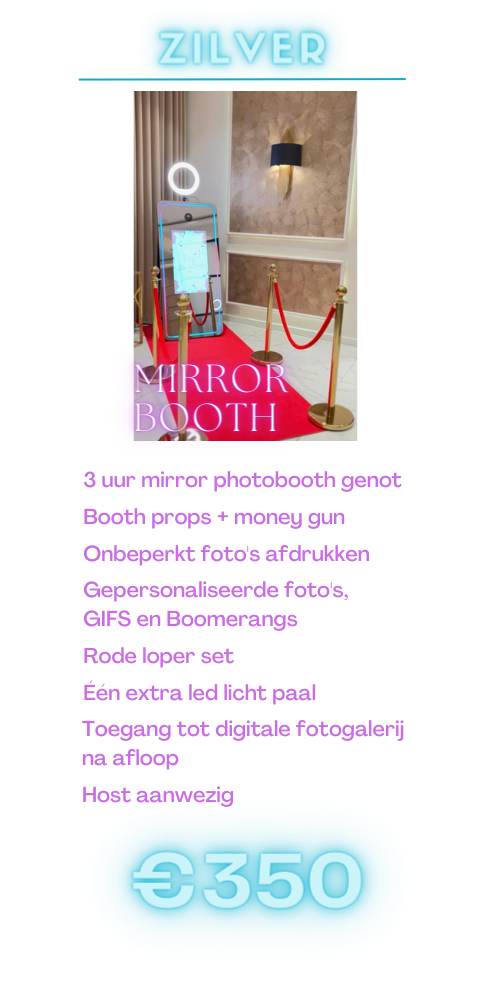 ZILVER
MIRROR
BOOTH
3 uur mirror photobooth genot
Booth props + money gun
Onbeperkt foto's afdrukken
Gepersonaliseerde foto's,
GIFS en Boomerangs
Rode loper set
Één extra led licht paal
Toegang tot digitale fotogalerij
na afloop
Host aanwezig
€350